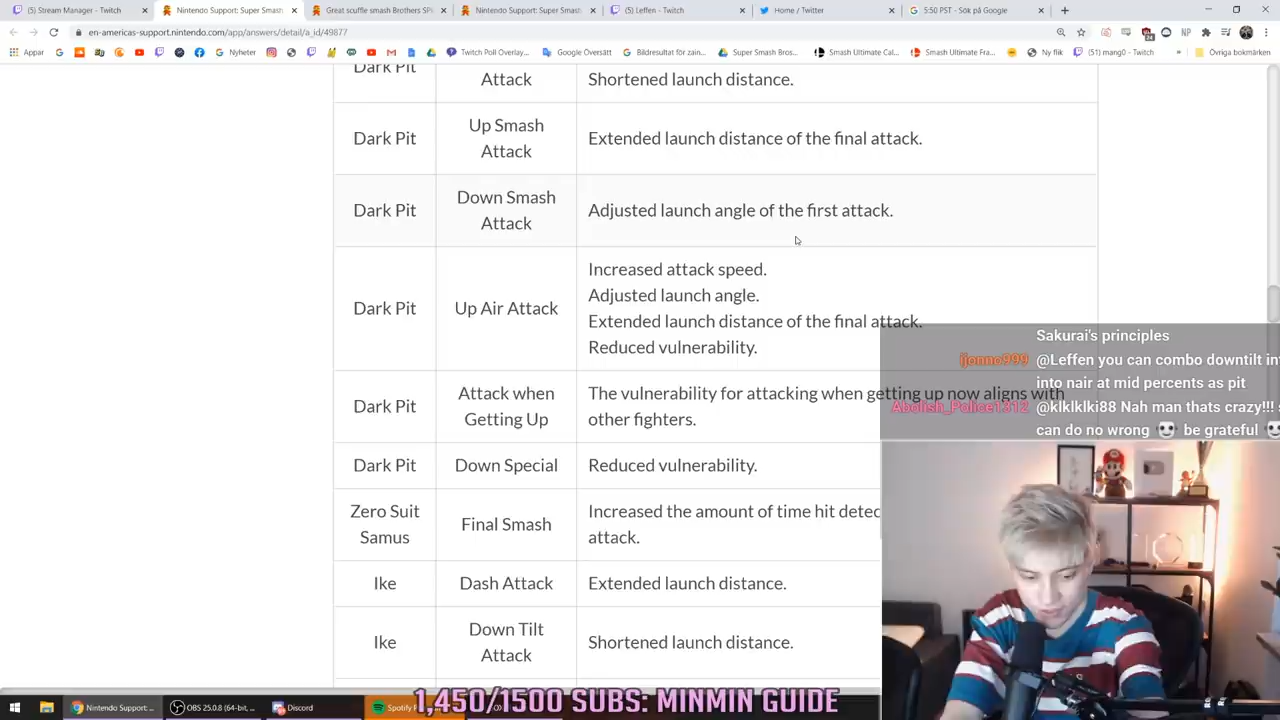 (5) Stream Manager - Twitch
Nintendo Support: Super Smash
Great scuffle smash Brothers SPE
Nintendo Support: Super Smash
(5) Leffen - Twitch
Home / Twitter
5:50 PST - Sök på Google
en-americas-support.nintendo.com/app/answers/detail/a_id/49877
Appar
Nyheter
Twitch Poll Overlay...
Google Översätt
Bildresultat för zain...
Super Smash Bros...
Smash Ultimate Cal...
Smash Ultimate Fra...
Ny flik
(51) mang0 - Twitch
Övriga bokmärken
Dark Pit
Attack
Shortened launch distance.
Dark Pit
Up Smash
Attack
Extended launch distance of the final attack.
Dark Pit
Down Smash
Attack
Adjusted launch angle of the first attack.
Dark Pit
Up Air Attack
Increased attack speed.
Adjusted launch angle.
Extended launch distance of the final attack.
Reduced vulnerability.
Dark Pit
Attack when
Getting Up
The vulnerability for attacking when getting up now aligns with
other fighters.
Dark Pit
Down Special
Reduced vulnerability.
Zero Suit
Samus
Final Smash
Increased the amount of time hit detec
attack.
Ike
Dash Attack
Extended launch distance.
Ike
Down Tilt
Attack
Shortened launch distance.
Sakurai's principles
ijonno999 @Leffen you can combo downtilt int
into nair at mid percents as pit
Abolish_Police1312 @klklklki88 Nah man thats crazy!!! s
can do no wrong be grateful
1,450/1500 SUBS: MINMIN GUIDE
Nintendo Support:...
OBS 25.0.8 (64-bit, ...
Discord
Spotify P